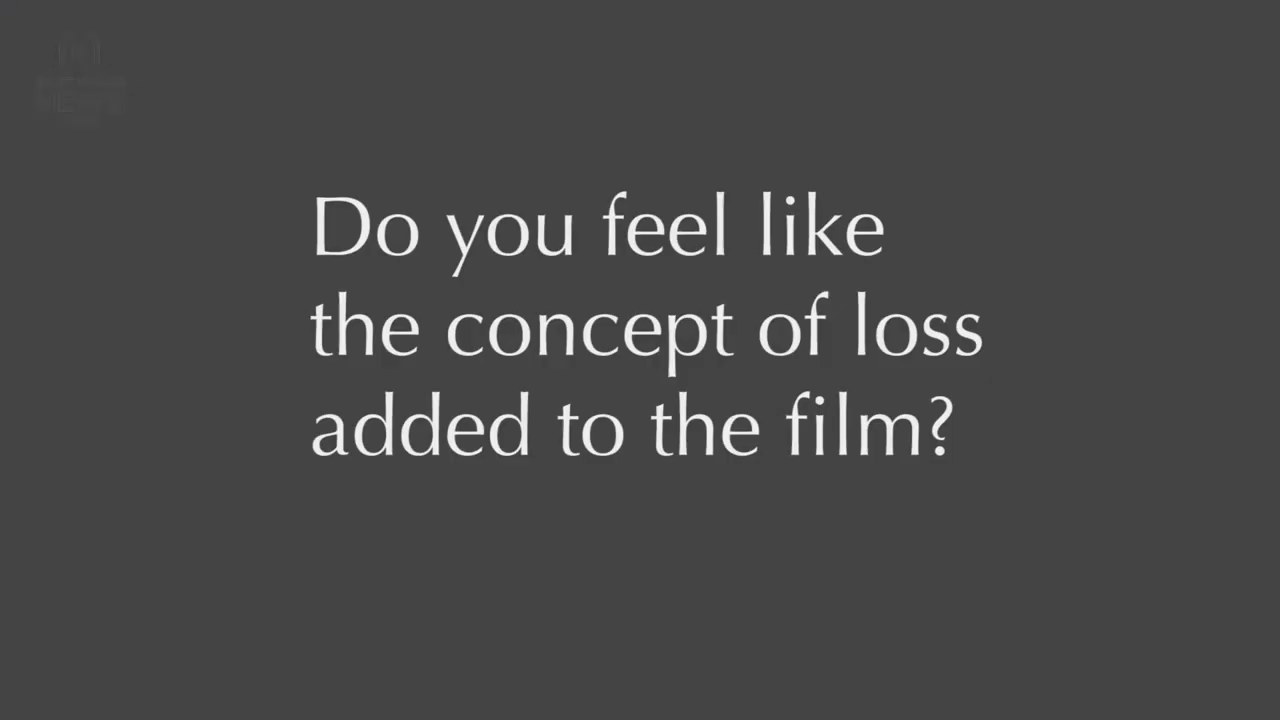 Do you feel like
the concept of loss
added to the film?